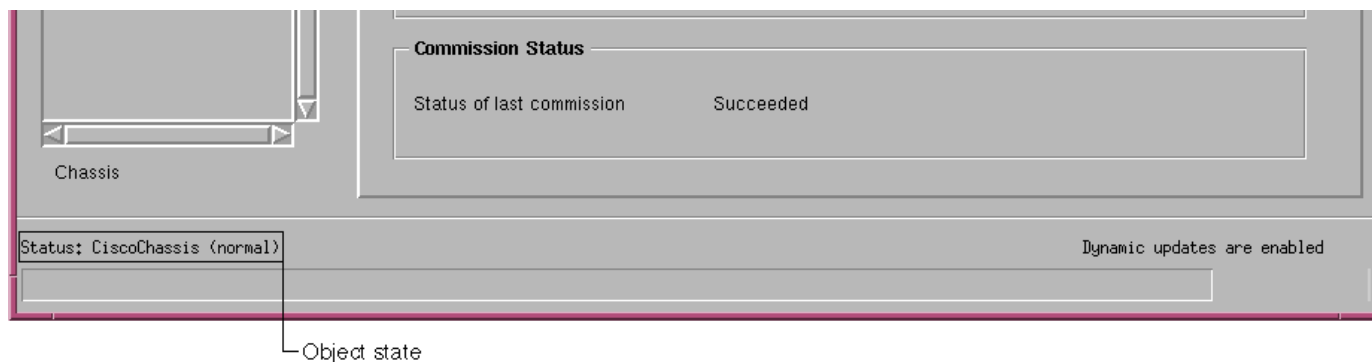 Commission Status
Status of last commission Succeeded
Chassis
Status: CiscoChassis (normal)
Dynamic updates are enabled
Object state